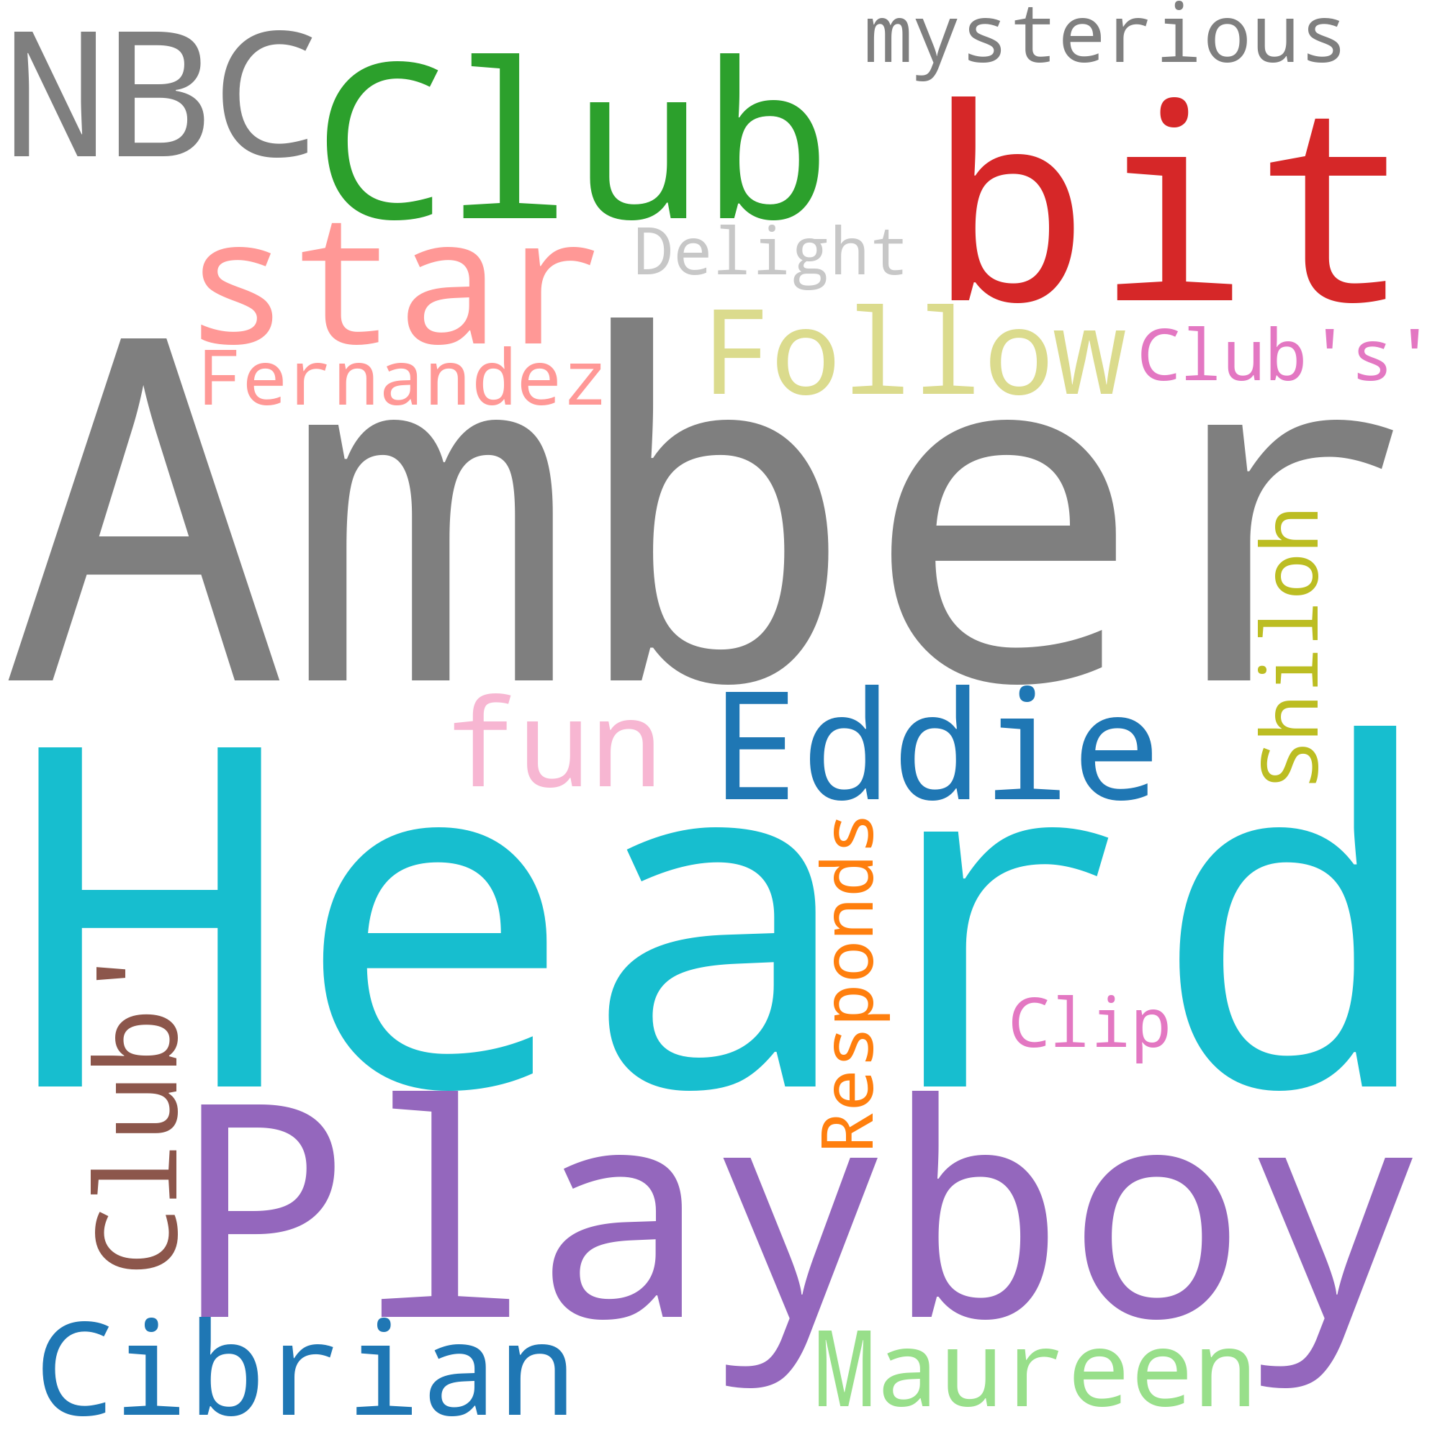 mysterious
NBC
Club
bit
star
Delight
Follow
Club's'
Fernandez
Amber
Shiloh
fun
Eddie
Heard
Responds
Club'
Clip
Playboy
Cibrian
Maureen